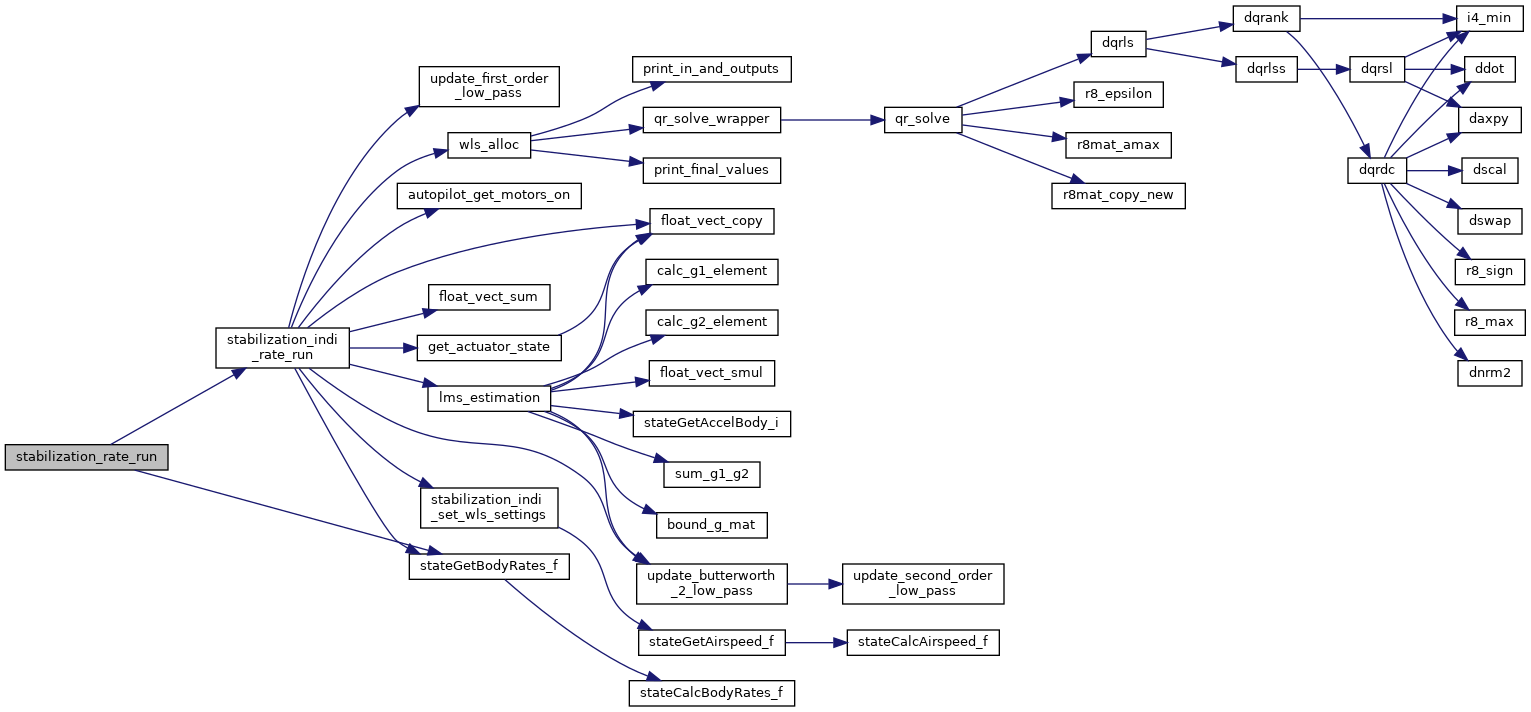 stabilization_rate_run
stabilization_indi
_rate_run
update_first_order
_low_pass
wls_alloc
autopilot_get_motors_on
float_vect_sum
get_actuator_state
lms_estimation
stabilization_indi
_set_wls_settings
stateGetBodyRates_f
print_in_and_outputs
qr_solve_wrapper
print_final_values
float_vect_copy
calc_g1_element
calc_g2_element
float_vect_smul
stateGetAccelBody_i
sum_g1_g2
bound_g_mat
update_butterworth
_2_low_pass
stateGetAirspeed_f
stateCalcBodyRates_f
qr_solve
update_second_order
_low_pass
stateCalcAirspeed_f
dqrls
r8_epsilon
r8mat_amax
r8mat_copy_new
dqrank
dqrlss
dqrsl
dqrdc
i4_min
ddot
daxpy
dscal
dswap
r8_sign
r8_max
dnrm2